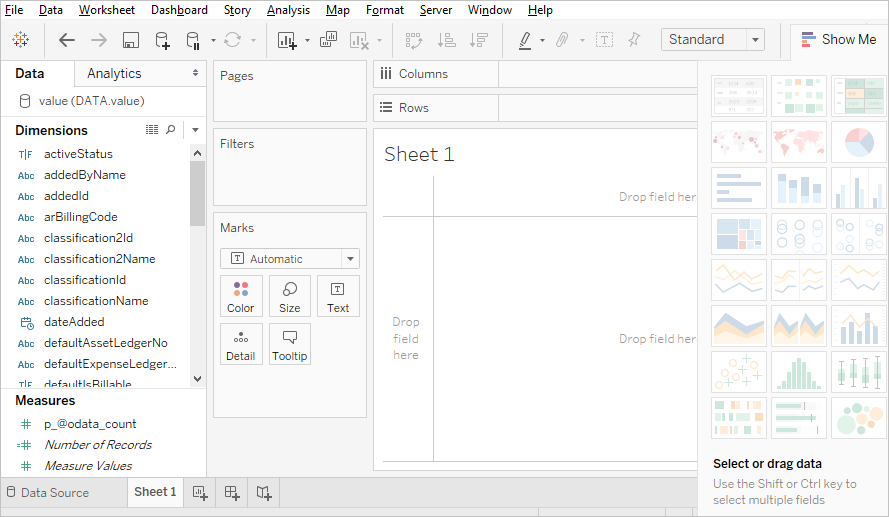 File Data Worksheet Dashboard Story Analysis Map Format Server Window Help
Standard
Show Me
Data
Analytics
value (DATA.value)
Dimensions
T|F activeStatus
Abc addedByName
Abc addedId
Abc arBillingCode
Abc classification2Id
Abc classification2Name
Abc classificationId
Abc classificationName
dateAdded
Abc defaultAssetLedgerNo
Abc defaultExpenseLedger...
T|F defaultIsBillable
Measures
# p_@odata_count
=# Number of Records
# Measure Values
Pages
Filters
Marks
T Automatic
Color
Size
T
Text
Detail
Tooltip
Columns
Rows
Sheet 1
Drop field here
Drop
field
here
Drop field here
Select or drag data
Use the Shift or Ctrl key to
select multiple fields
Data Source
Sheet 1